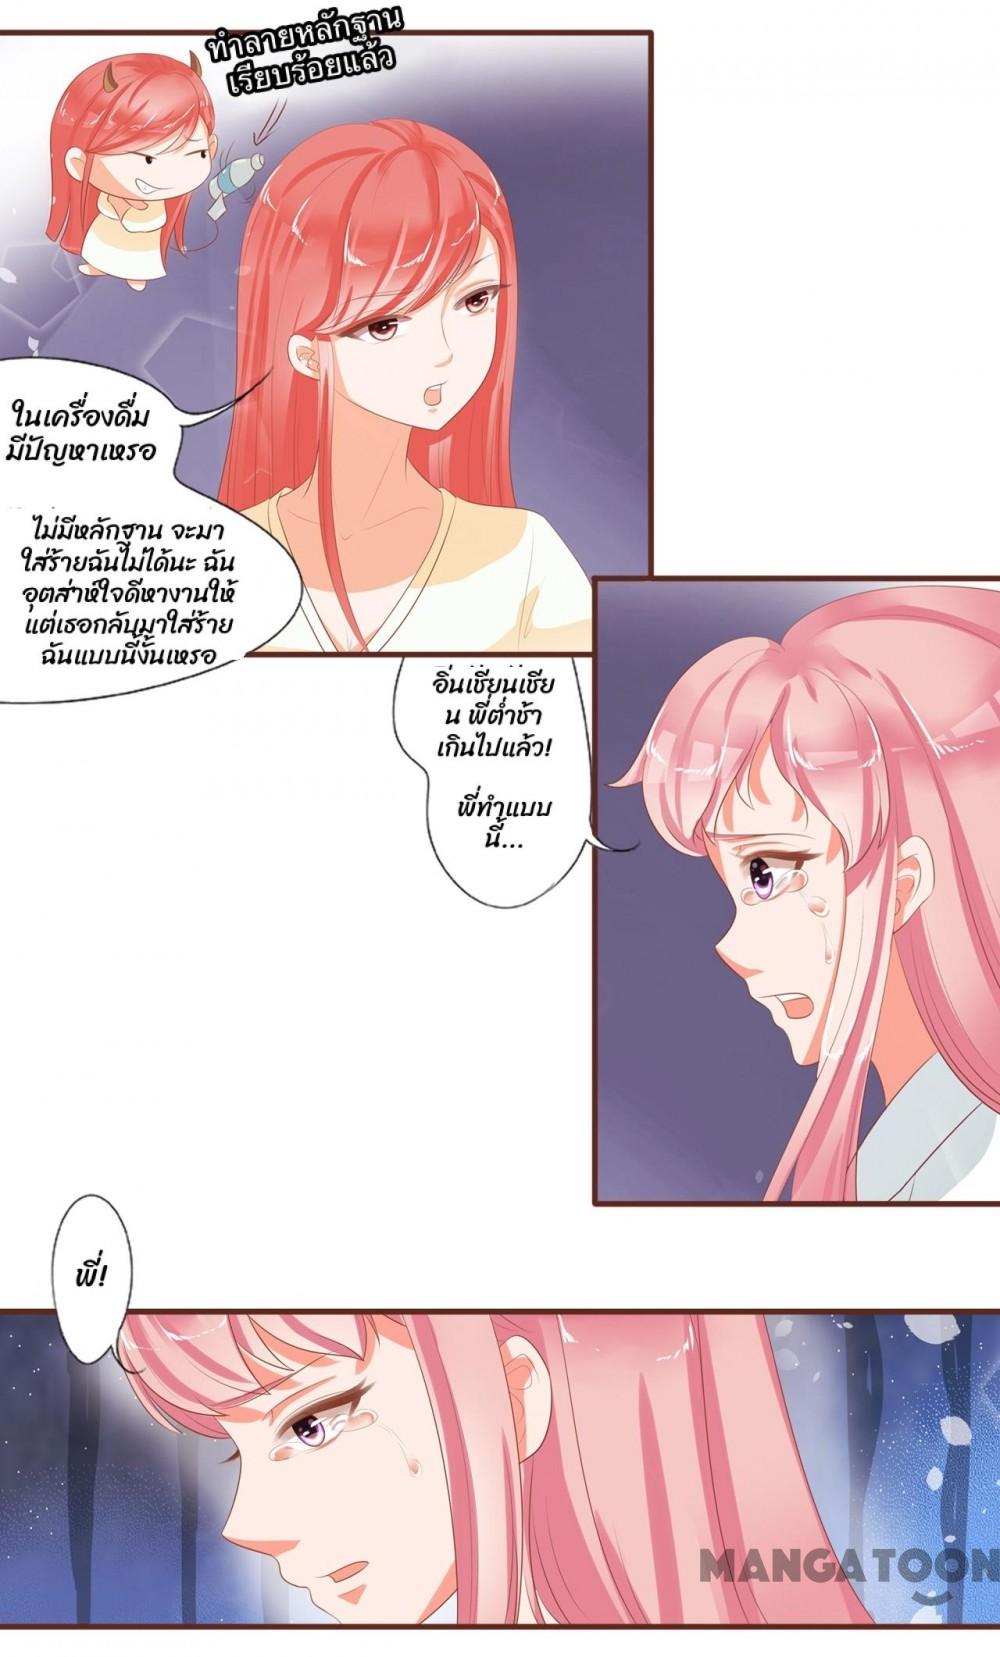 ทำลายหลักฐาน
เรียบร้อยแล้ว
ในเครื่องดื่ม
มีปัญหาเหรอ
ไม่มีหลักฐาน จะมา
ใส่ร้ายฉันไม่ได้นะ ฉัน
อุตส่าห์ใจดีหางานให้
แต่เธอกลับมาใส่ร้าย
ฉันแบบนี้งั้นเหรอ
อิ่นเชียนเชีย
น พี่ต่ำช้า
เกินไปแล้ว!
พี่ทำแบบ
นี้...
พี่!
MANGATOON